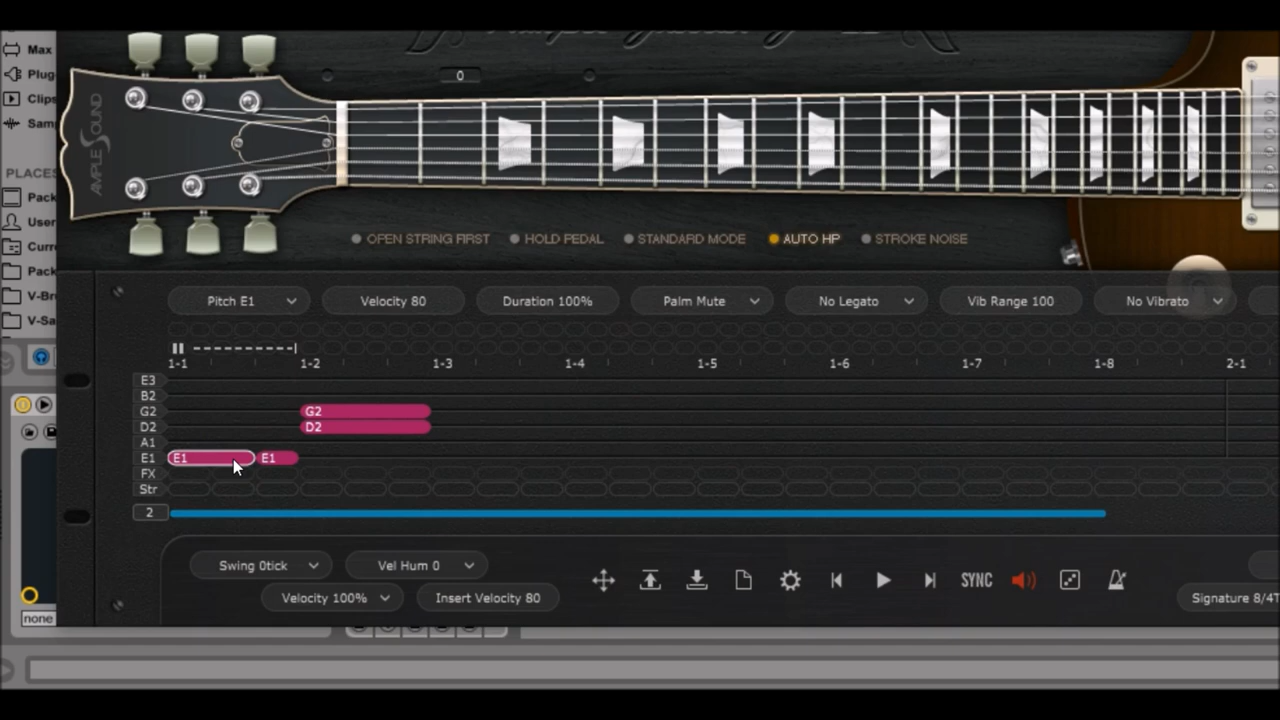 Max
0
Plug
Clips
Sam
AMPLE SOUND
PLACES
Pack
User
Curre
Pack
V-Br
V-Sa
OPEN STRING FIRST HOLD PEDAL STANDARD MODE AUTO HP STROKE NOISE
Pitch E1 Velocity 80 Duration 100% Palm Mute No Legato Vib Range 100 No Vibrato
1-1 1-2 1-3 1-4 1-5 1-6 1-7 1-8 2-1
E3
B2
G2 G2
D2 D2
A1
E1 E1 E1
FX
Str
2
Swing 0tick Vel Hum 0
SYNC
Velocity 100% Insert Velocity 80 Signature 8/4T
none